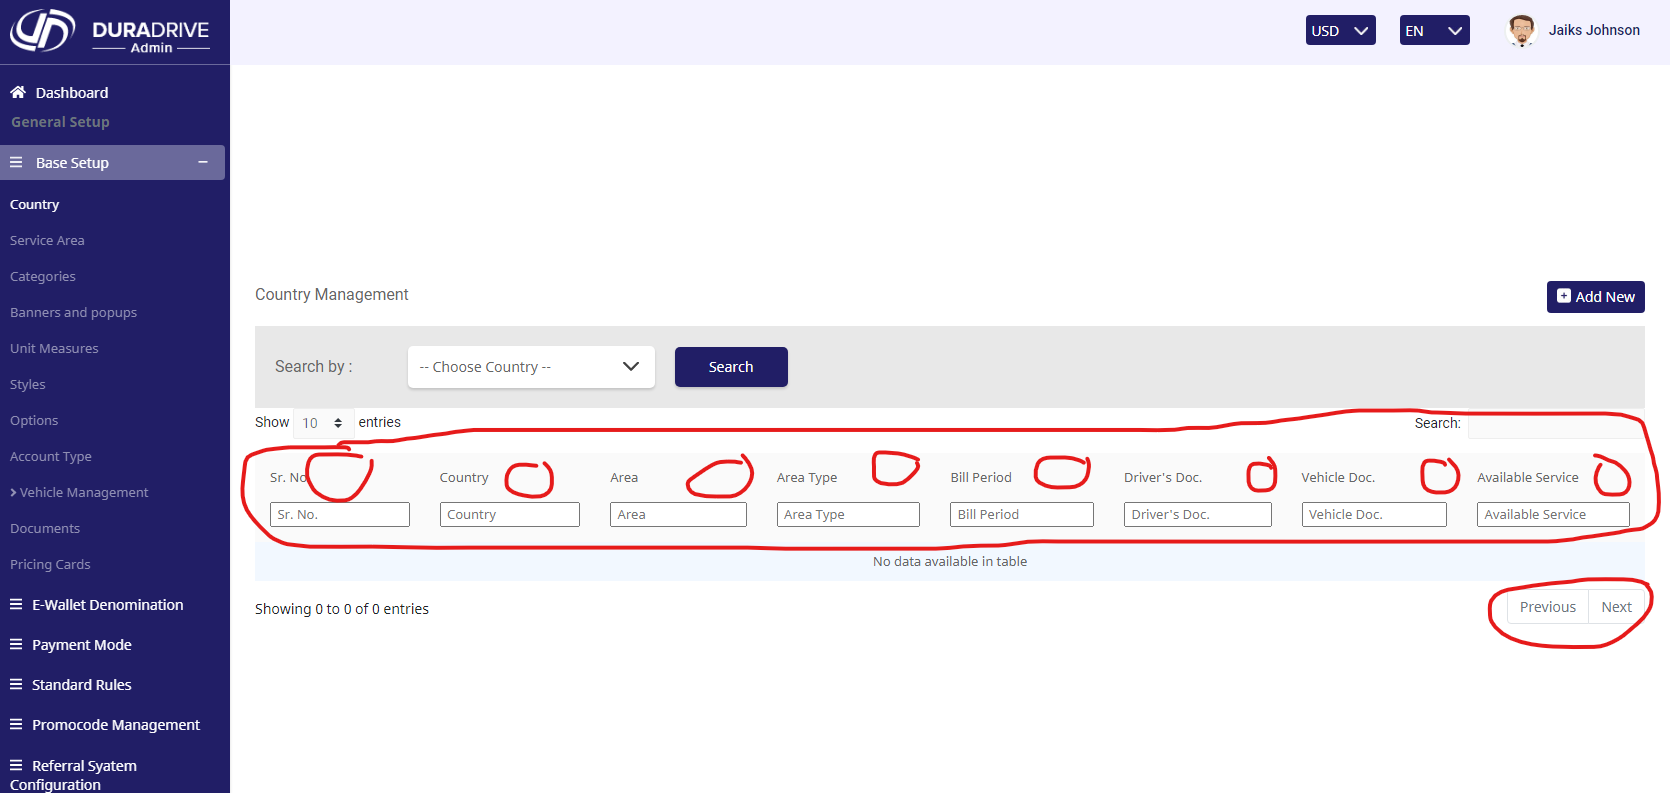 DURADRIVE
Admin
USD
EN
Jaiks Johnson
Dashboard
General Setup
Base Setup
Country
Service Area
Categories
Banners and popups
Unit Measures
Styles
Options
Account Type
Vehicle Management
Documents
Pricing Cards
E-Wallet Denomination
Payment Mode
Standard Rules
Promocode Management
Referral Syatem
Configuration
Country Management
Add New
Search by :
-- Choose Country --
Search
Show 10 entries
Search:
Sr. No Country Area Area Type Bill Period Driver's Doc. Vehicle Doc. Available Service
Sr. No. Country Area Area Type Bill Period Driver's Doc. Vehicle Doc. Available Service
No data available in table
Showing 0 to 0 of 0 entries
Previous Next